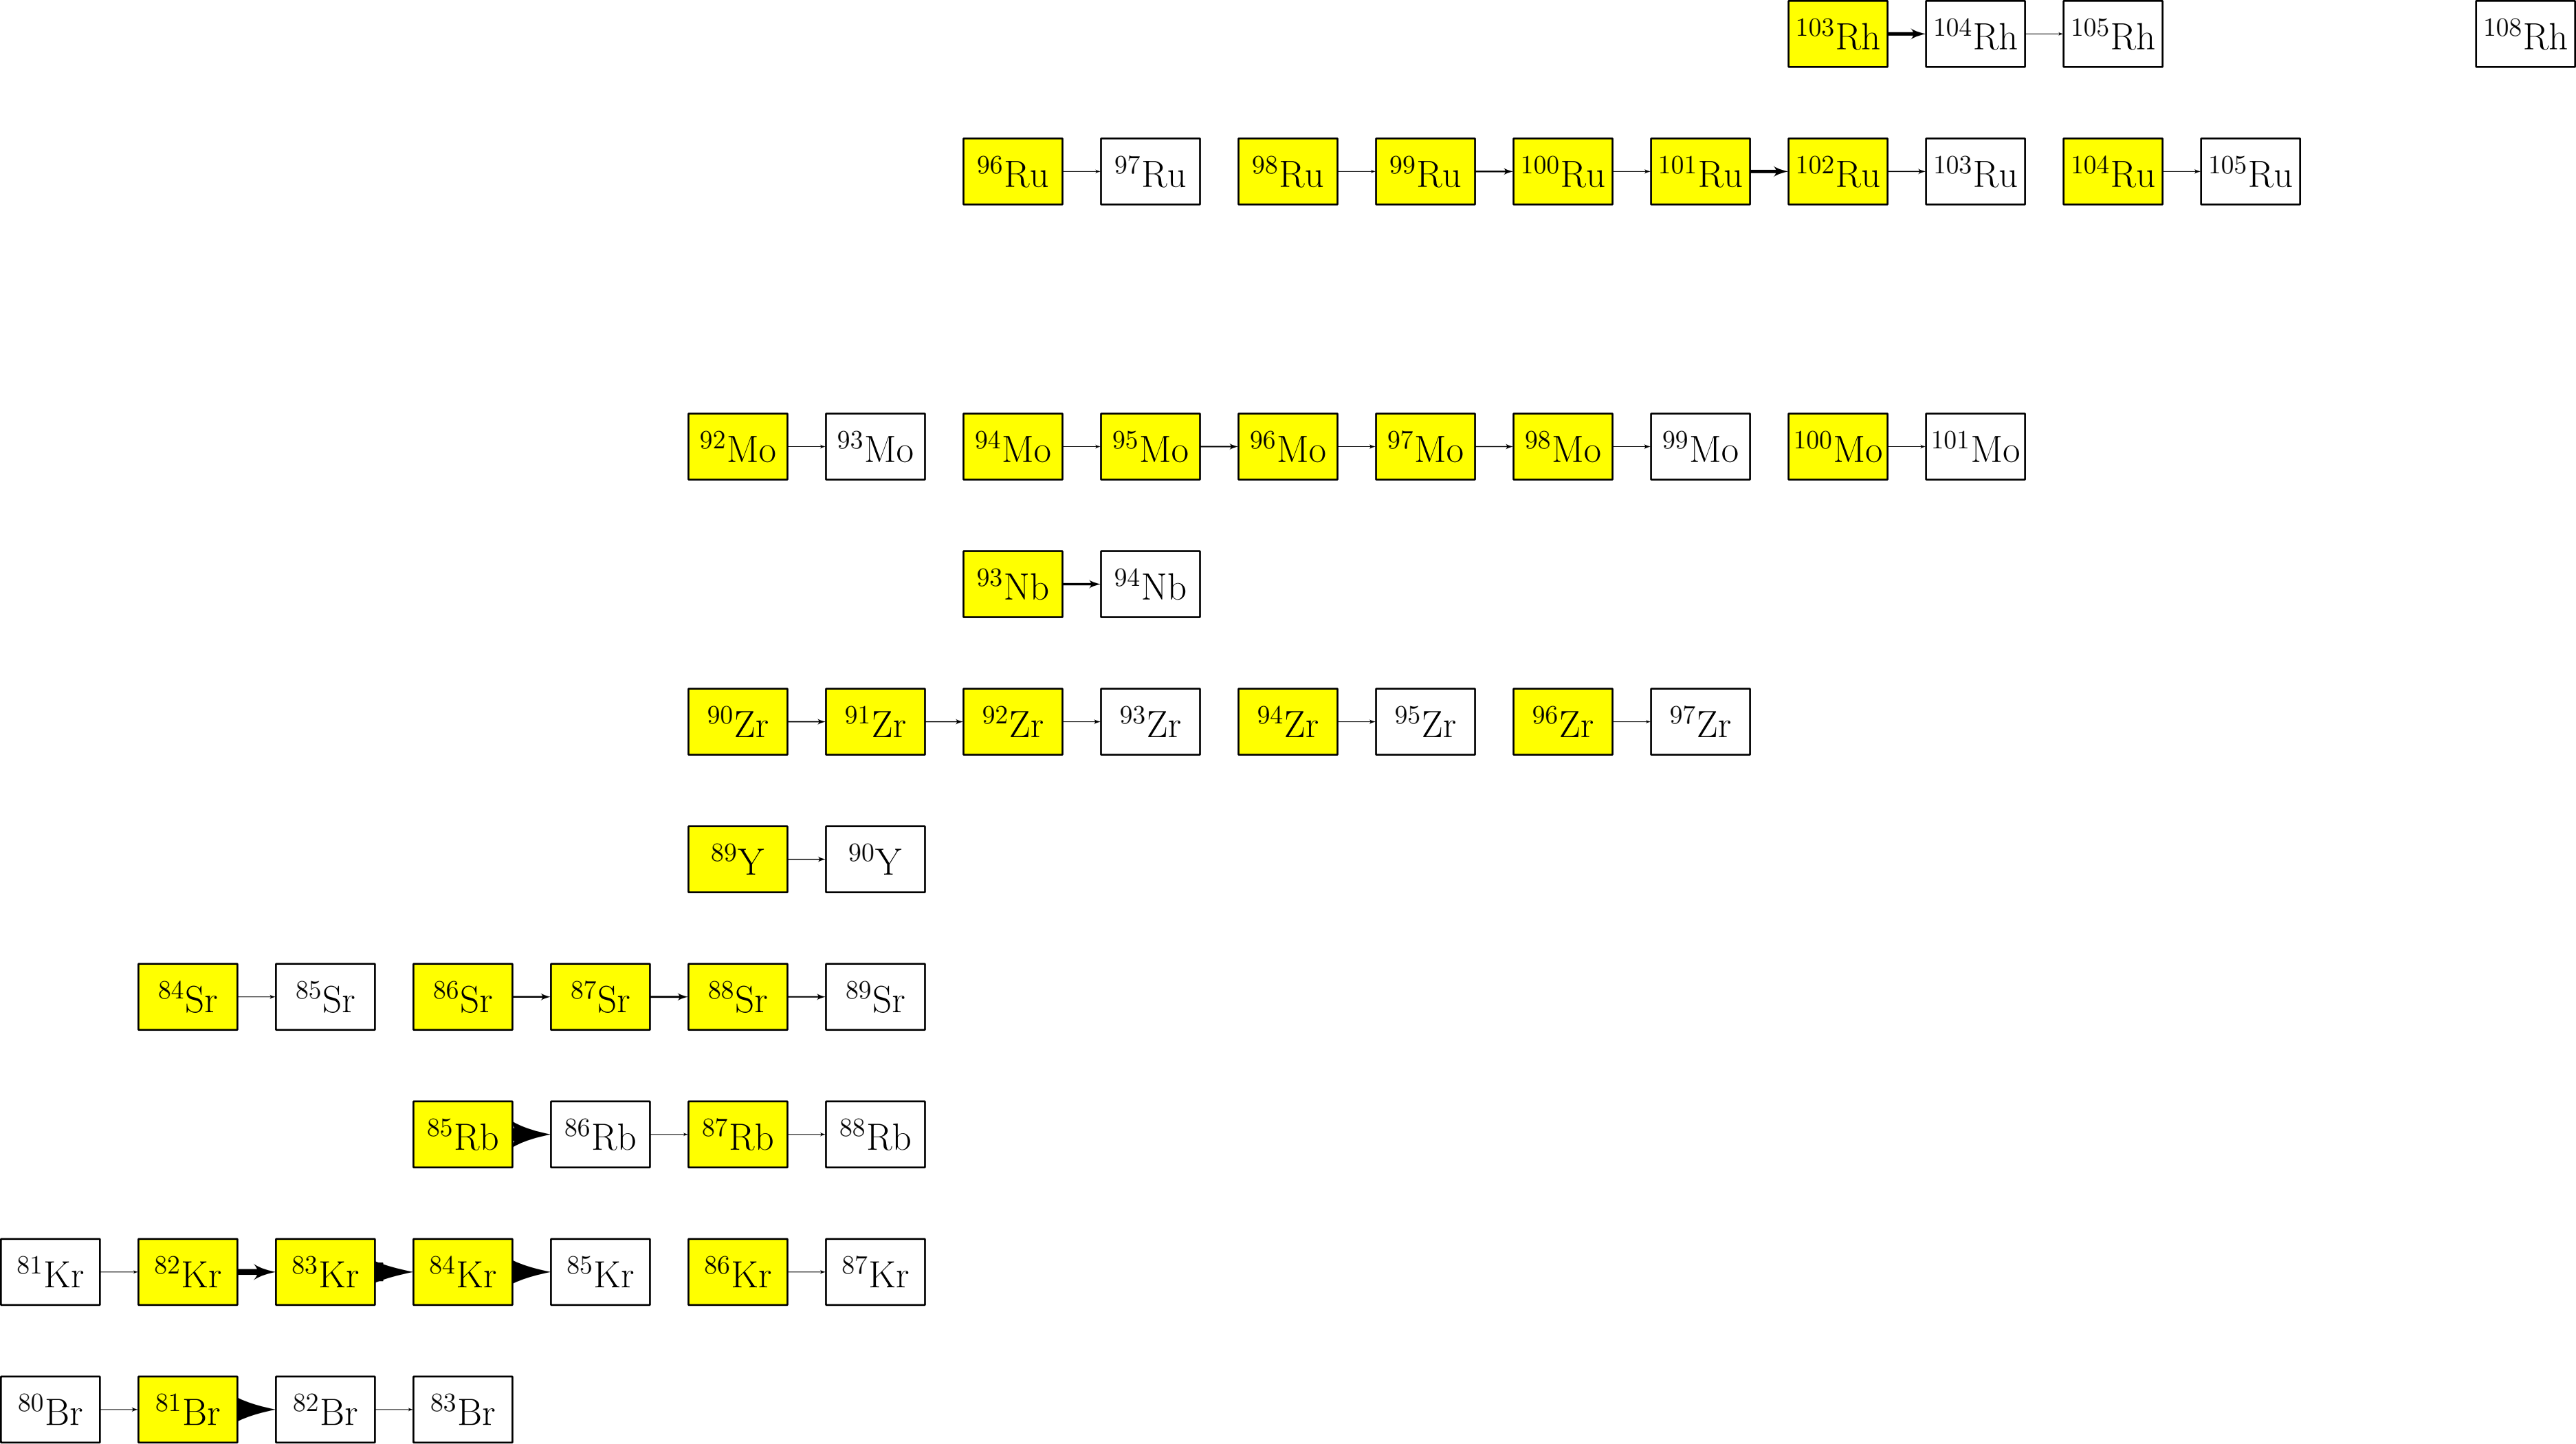 ¹⁰³Rh ¹⁰⁴Rh ¹⁰⁵Rh ¹⁰⁸Rh
⁹⁶Ru ⁹⁷Ru ⁹⁸Ru ⁹⁹Ru ¹⁰⁰Ru ¹⁰¹Ru ¹⁰²Ru ¹⁰³Ru ¹⁰⁴Ru ¹⁰⁵Ru
⁹²Mo ⁹³Mo ⁹⁴Mo ⁹⁵Mo ⁹⁶Mo ⁹⁷Mo ⁹⁸Mo ⁹⁹Mo ¹⁰⁰Mo ¹⁰¹Mo
⁹³Nb ⁹⁴Nb
⁹⁰Zr ⁹¹Zr ⁹²Zr ⁹³Zr ⁹⁴Zr ⁹⁵Zr ⁹⁶Zr ⁹⁷Zr
⁸⁹Y ⁹⁰Y
⁸⁴Sr ⁸⁵Sr ⁸⁶Sr ⁸⁷Sr ⁸⁸Sr ⁸⁹Sr
⁸⁵Rb ⁸⁶Rb ⁸⁷Rb ⁸⁸Rb
⁸¹Kr ⁸²Kr ⁸³Kr ⁸⁴Kr ⁸⁵Kr ⁸⁶Kr ⁸⁷Kr
⁸⁰Br ⁸¹Br ⁸²Br ⁸³Br